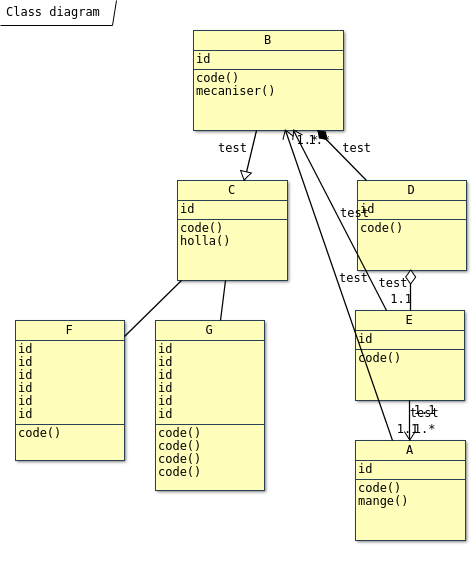 Class diagram
B
id
code()
mecaniser()
1.1
1.*
test
test
C
id
code()
holla()
D
id
code()
test
test
test
1.1
E
id
code()
F
id
id
id
id
id
id
code()
G
id
id
id
id
id
id
code()
code()
code()
code()
1.1
test
1.1
1.*
A
id
code()
mange()